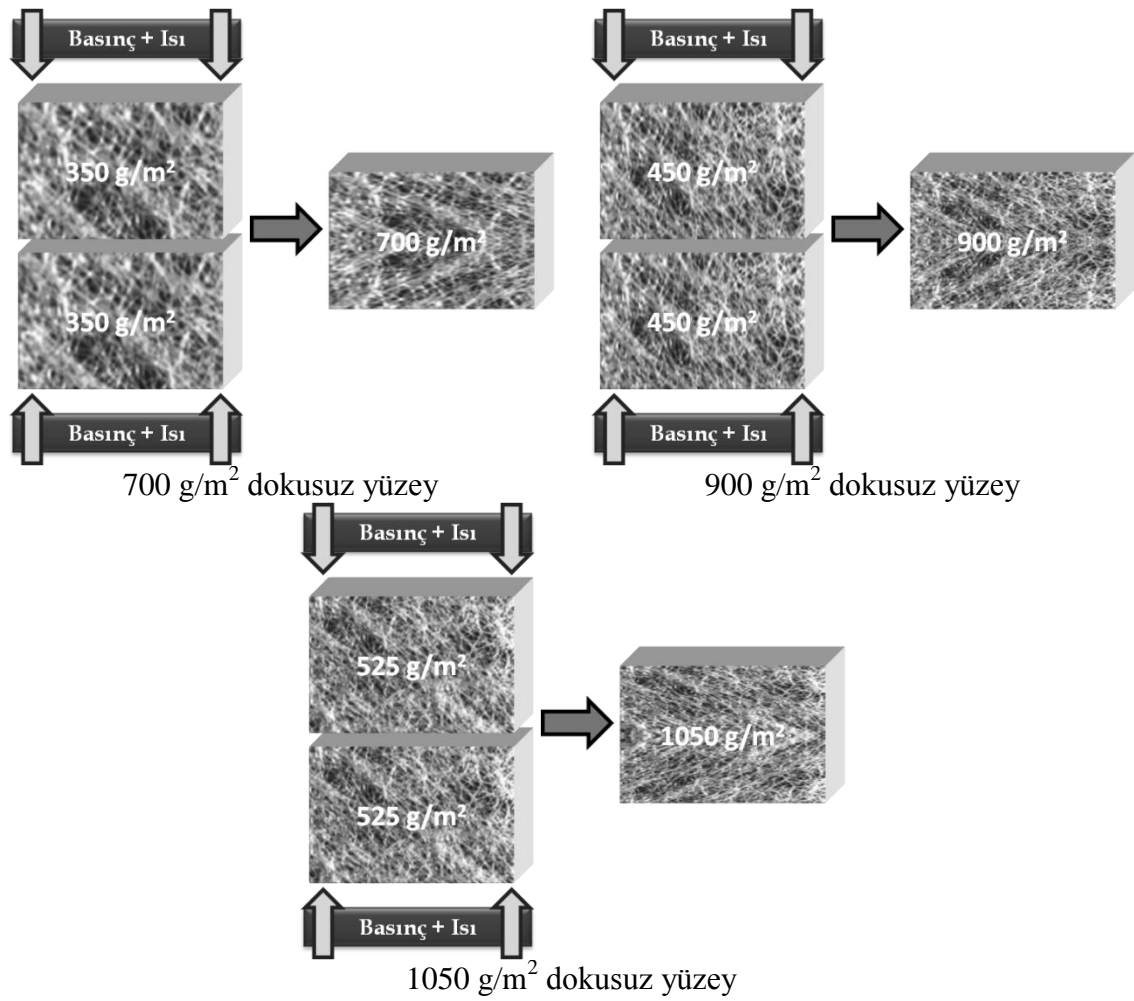 Basınç + Isı
350 g/m²
350 g/m²
700 g/m²
Basınç + Isı
700 g/m² dokusuz yüzey
Basınç + Isı
450 g/m²
450 g/m²
900 g/m²
Basınç + Isı
900 g/m² dokusuz yüzey
Basınç + Isı
525 g/m²
525 g/m²
1050 g/m²
Basınç + Isı
1050 g/m² dokusuz yüzey